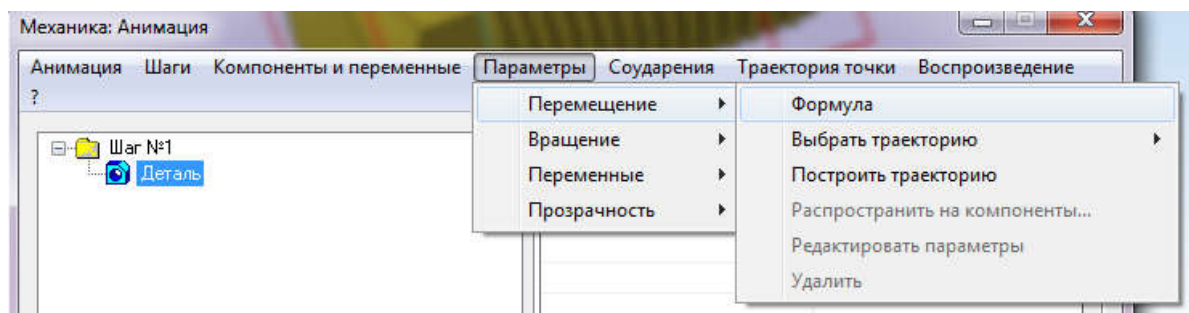 Механика: Анимация
Анимация Шаги Компоненты и переменные Параметры Соударения Траектория точки Воспроизведение
?
Перемещение Формула
Шаг №1 Вращение Выбрать траекторию
Деталь Переменные Построить траекторию
Прозрачность Распространить на компоненты...
Редактировать параметры
Удалить